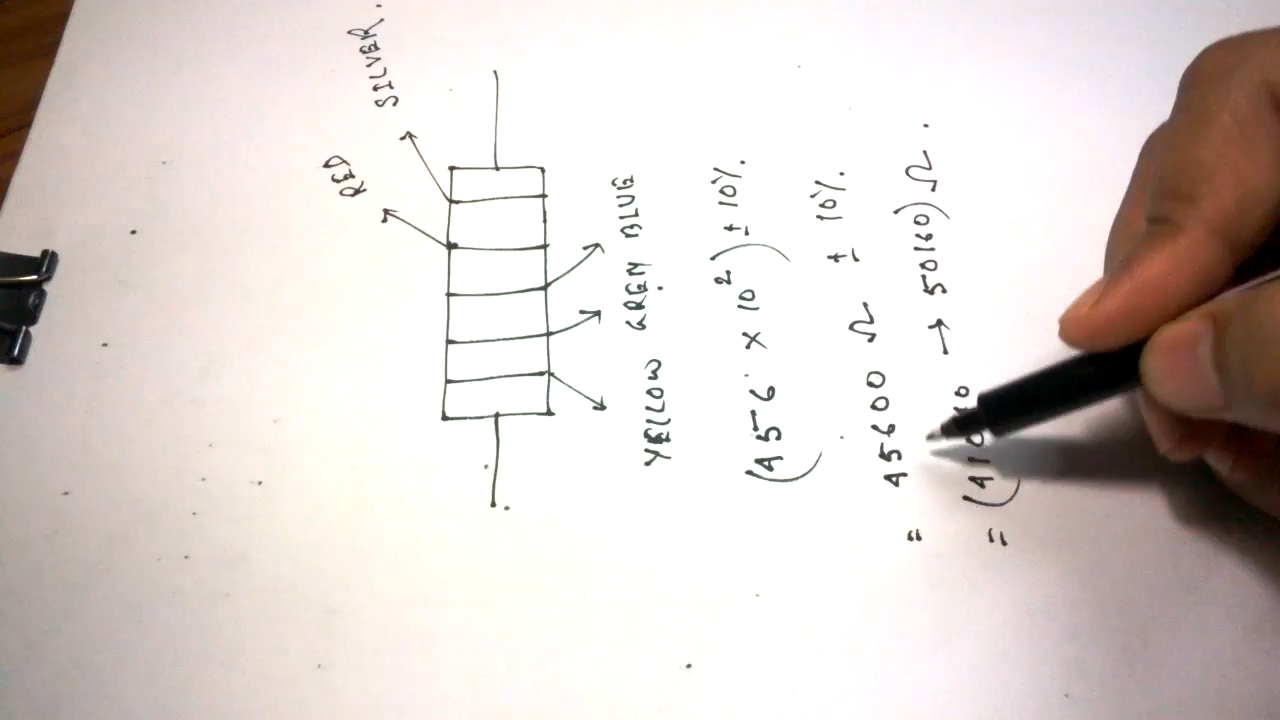 RED SILVER.
YELLOW GREEN BLUE
(456 × 10²) ± 10%.
= 45600 Ω ± 10%.
= ( → 50160) Ω.